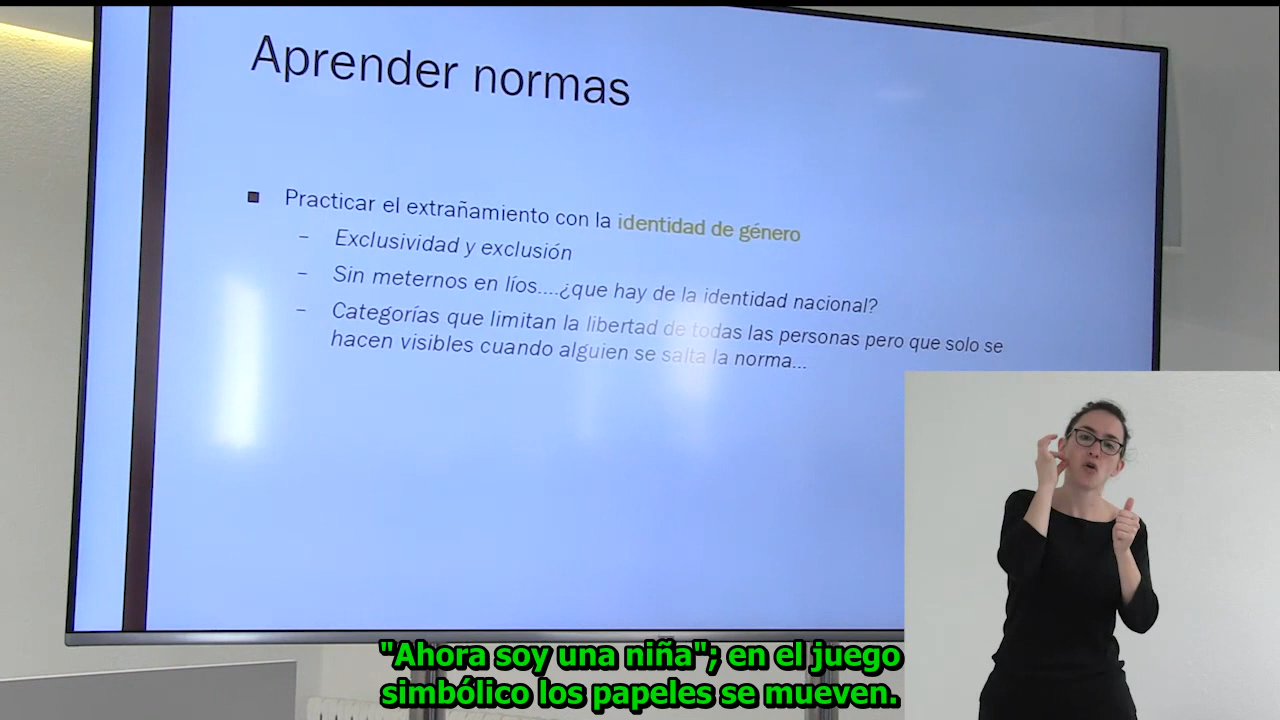 Aprender normas
Practicar el extrañamiento con la identidad de género
– Exclusividad y exclusión
– Sin meternos en líos....¿que hay de la identidad nacional?
– Categorías que limitan la libertad de todas las personas pero que solo se
hacen visibles cuando alguien se salta la norma...
"Ahora soy una niña"; en el juego
simbólico los papeles se mueven.